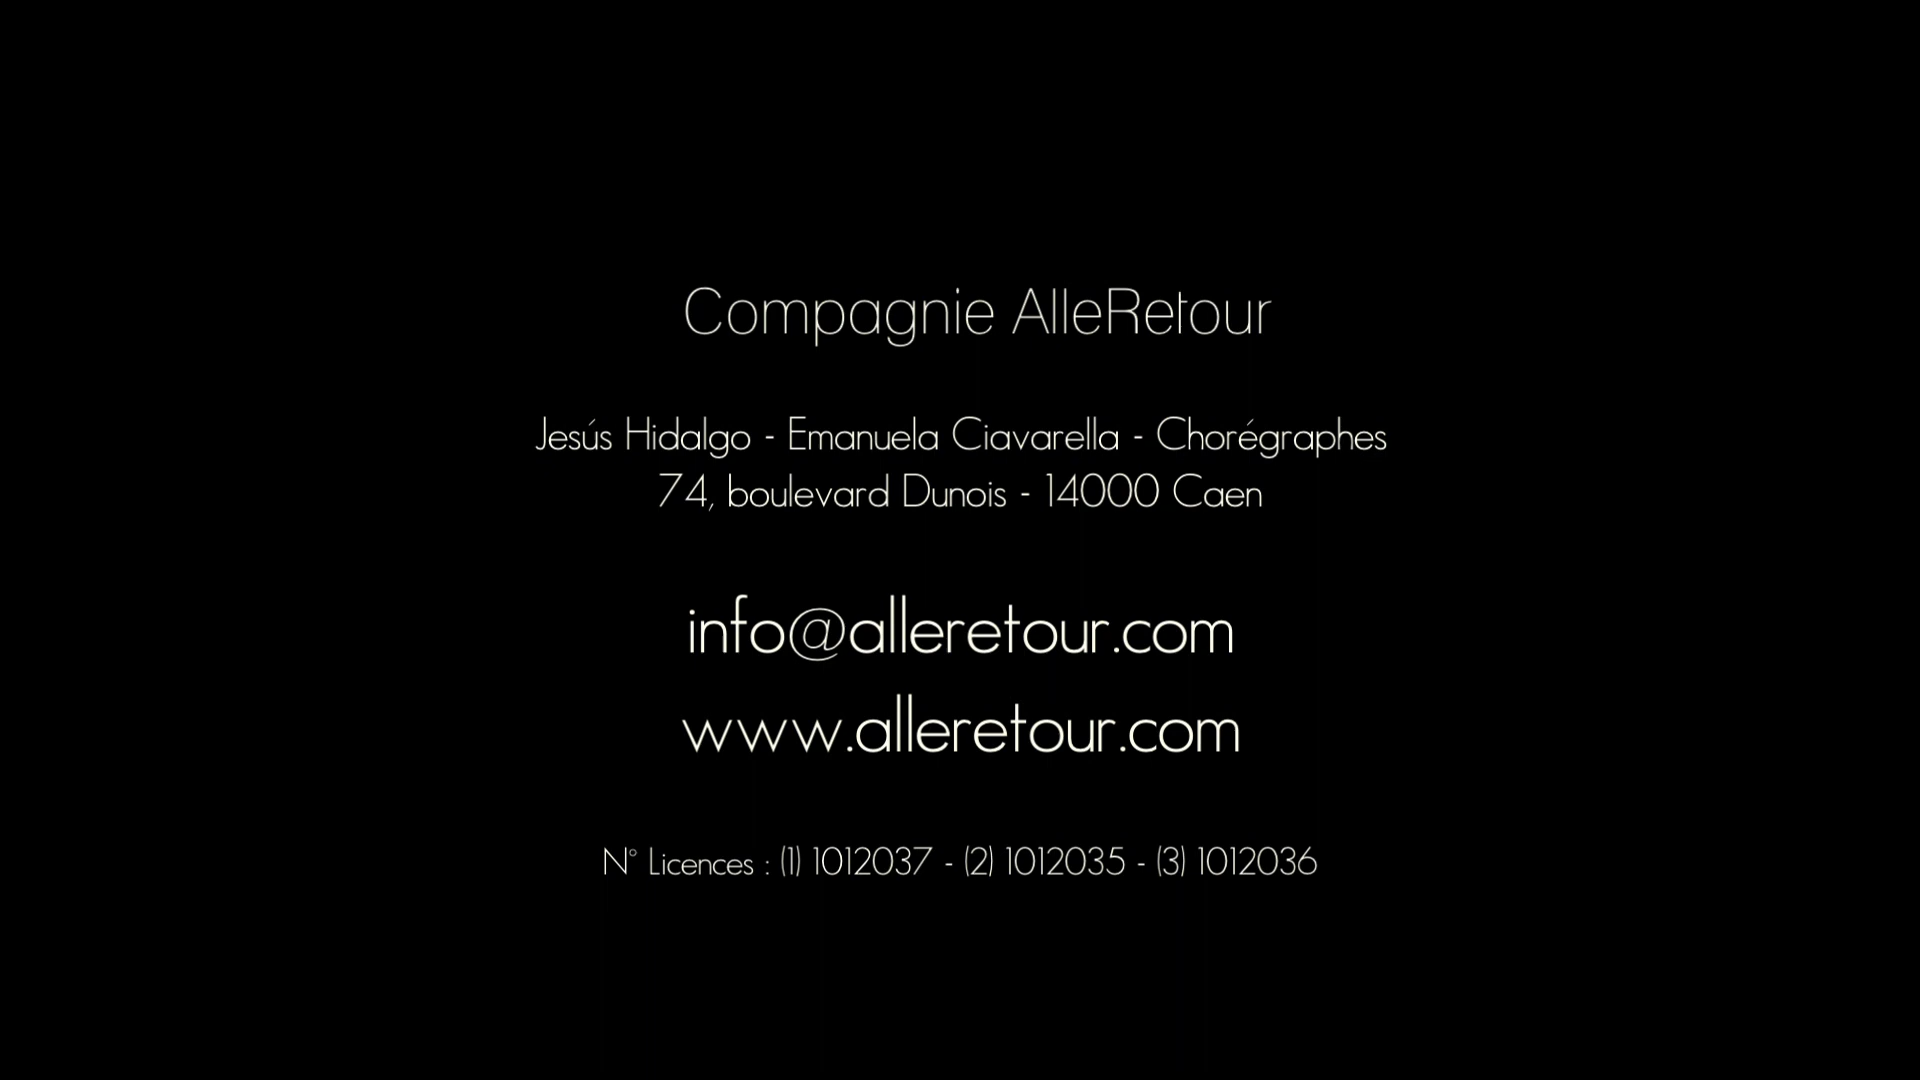 Compagnie AlleRetour
Jesús Hidalgo - Emanuela Ciavarella - Chorégraphes
74, boulevard Dunois - 14000 Caen
info@alleretour.com
www.alleretour.com
N° Licences : (1) 1012037 - (2) 1012035 - (3) 1012036